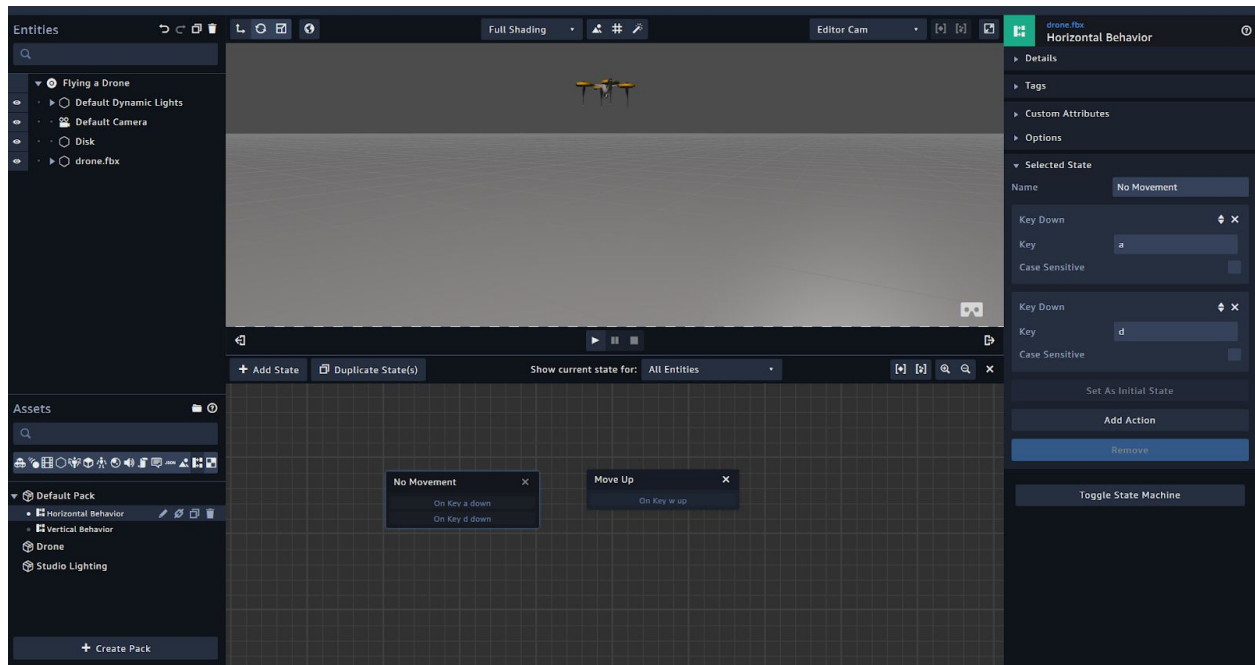 Entities
Flying a Drone
Default Dynamic Lights
Default Camera
Disk
drone.fbx
Assets
Default Pack
Horizontal Behavior
Vertical Behavior
Drone
Studio Lighting
+ Create Pack
Full Shading
Editor Cam
+ Add State
Duplicate State(s)
Show current state for: All Entities
No Movement
On Key a down
On Key d down
Move Up
On Key w up
drone.fbx
Horizontal Behavior
Details
Tags
Custom Attributes
Options
Selected State
Name No Movement
Key Down
Key a
Case Sensitive
Key Down
Key d
Case Sensitive
Set As Initial State
Add Action
Remove
Toggle State Machine